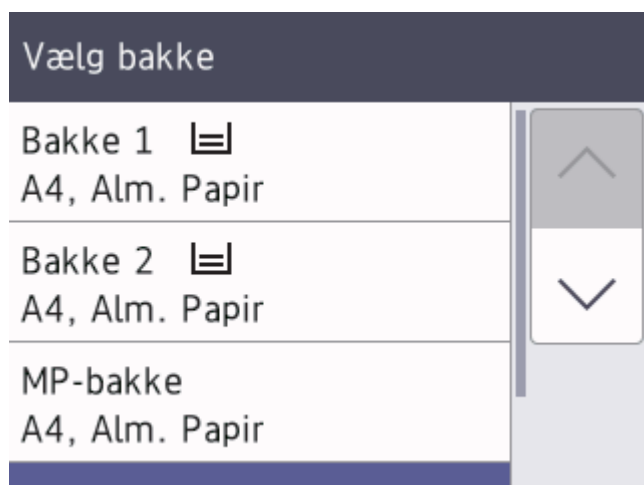 Vælg bakke
Bakke 1
A4, Alm. Papir
Bakke 2
A4, Alm. Papir
MP-bakke
A4, Alm. Papir